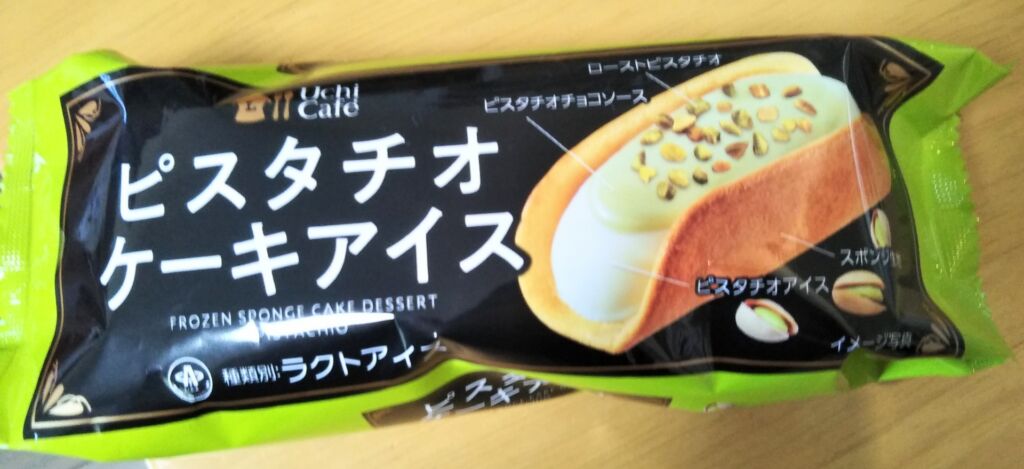 Uchi
Café
ローストピスタチオ
ピスタチオチョコソース
ピスタチオ
ケーキアイス
FROZEN SPONGE CAKE DESSERT
スポンジ
ピスタチオアイス
種類別:ラクトアイス
イメージ写真